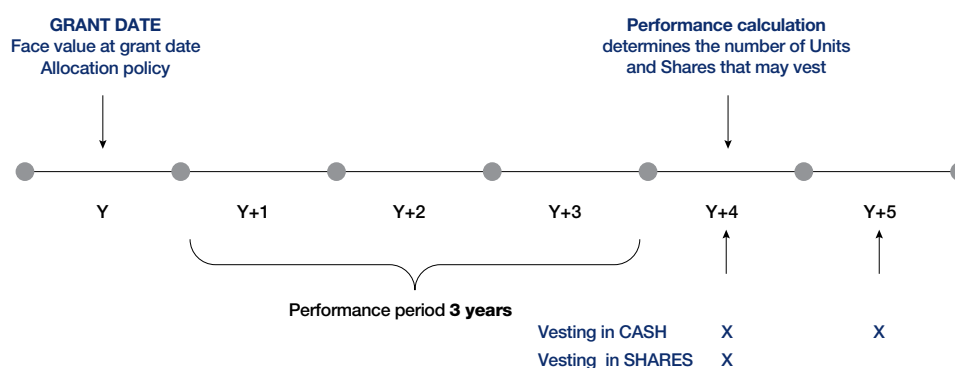 GRANT DATE
Face value at grant date
Allocation policy
Performance calculation
determines the number of Units
and Shares that may vest
Y
Y+1
Y+2
Y+3
Y+4
Y+5
Performance period 3 years
Vesting in CASH X X
Vesting in SHARES X